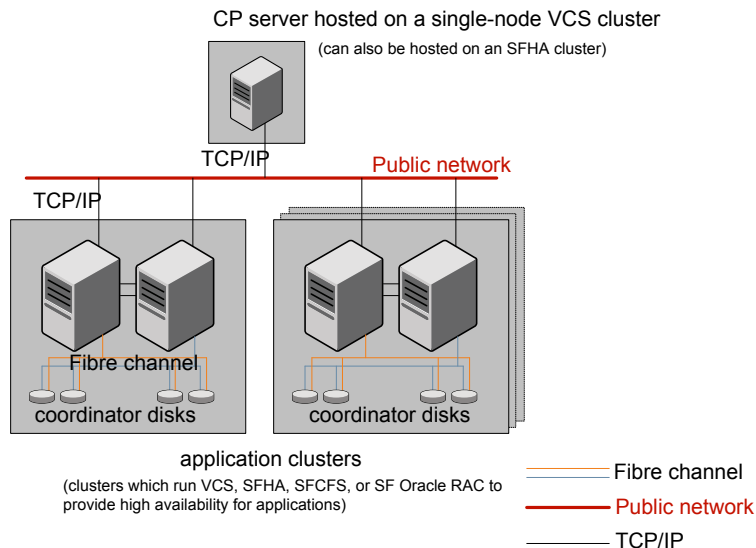 CP server hosted on a single-node VCS cluster
(can also be hosted on an SFHA cluster)
TCP/IP
Public network
TCP/IP
Fibre channel
coordinator disks
coordinator disks
application clusters
(clusters which run VCS, SFHA, SFCFS, or SF Oracle RAC to
provide high availability for applications)
Fibre channel
Public network
TCP/IP